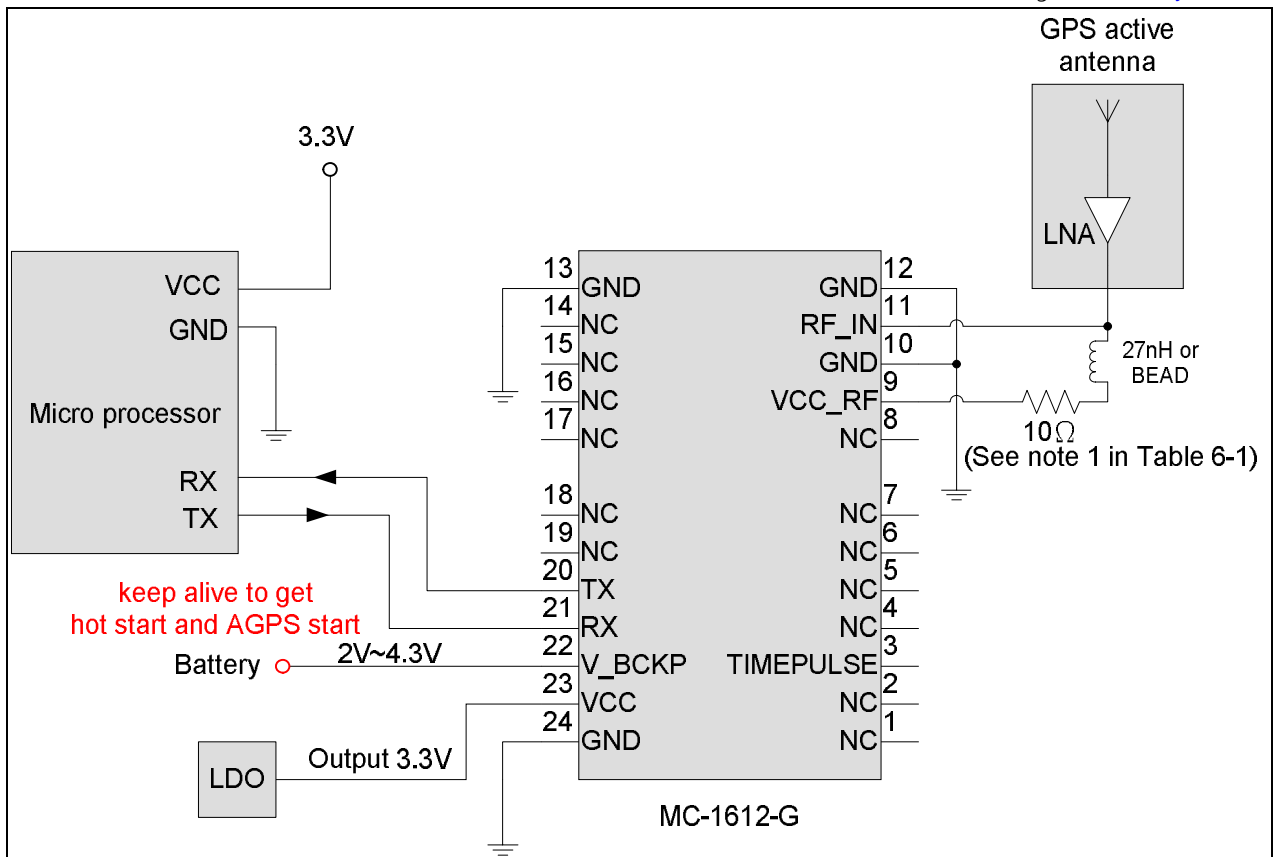 GPS active
antenna
LNA
3.3V
VCC
GND
Micro processor
RX
TX
keep alive to get
hot start and AGPS start
Battery
2V~4.3V
LDO
Output 3.3V
13 GND
14 NC
15 NC
16 NC
17 NC
18 NC
19 NC
20 TX
21 RX
22 V_BCKP
23 VCC
24 GND
GND 12
RF_IN 11
GND 10
VCC_RF 9
NC 8
NC 7
NC 6
NC 5
NC 4
TIMEPULSE 3
NC 2
NC 1
27nH or
BEAD
10Ω
(See note 1 in Table 6-1)
MC-1612-G